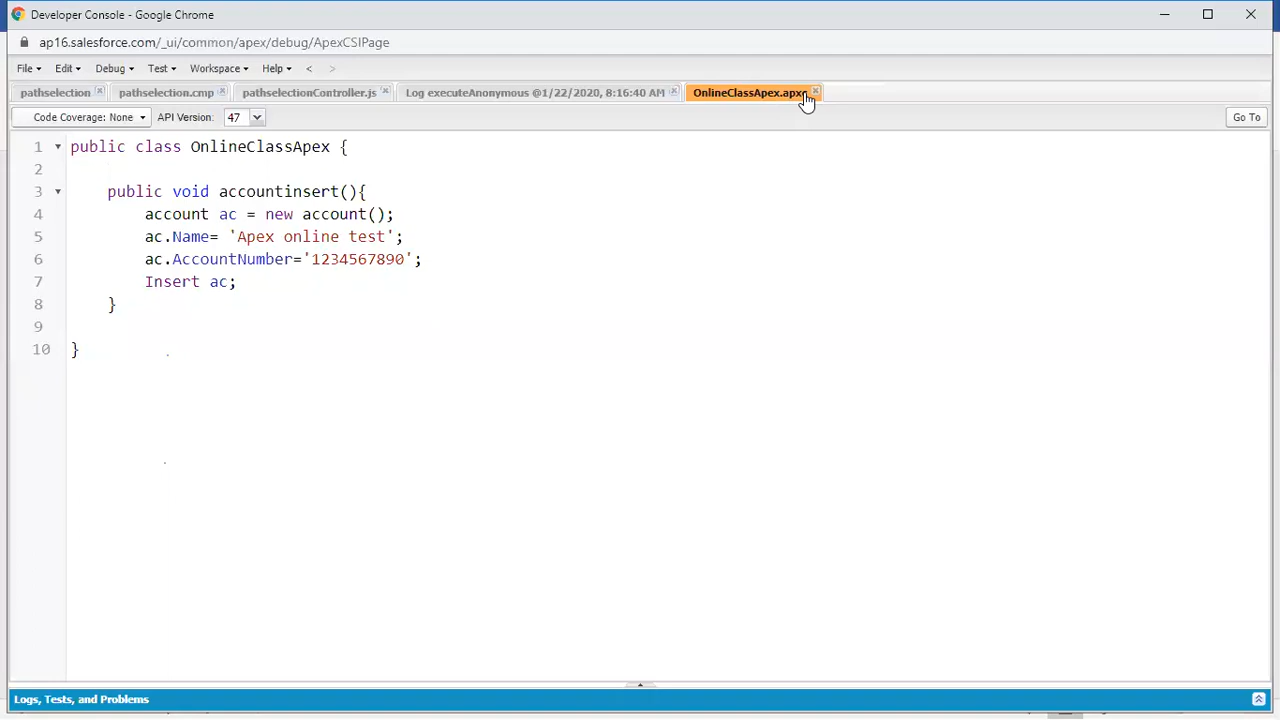 Developer Console - Google Chrome
ap16.salesforce.com/_ui/common/apex/debug/ApexCSIPage
File Edit Debug Test Workspace Help < >
pathselection pathselection.cmp pathselectionController.js Log executeAnonymous @1/22/2020, 8:16:40 AM OnlineClassApex.apxc
Code Coverage: None API Version: 47 Go To
1 public class OnlineClassApex {
2
3 public void accountinsert(){
4 account ac = new account();
5 ac.Name= 'Apex online test';
6 ac.AccountNumber='1234567890';
7 Insert ac;
8 }
9
10 }
Logs, Tests, and Problems